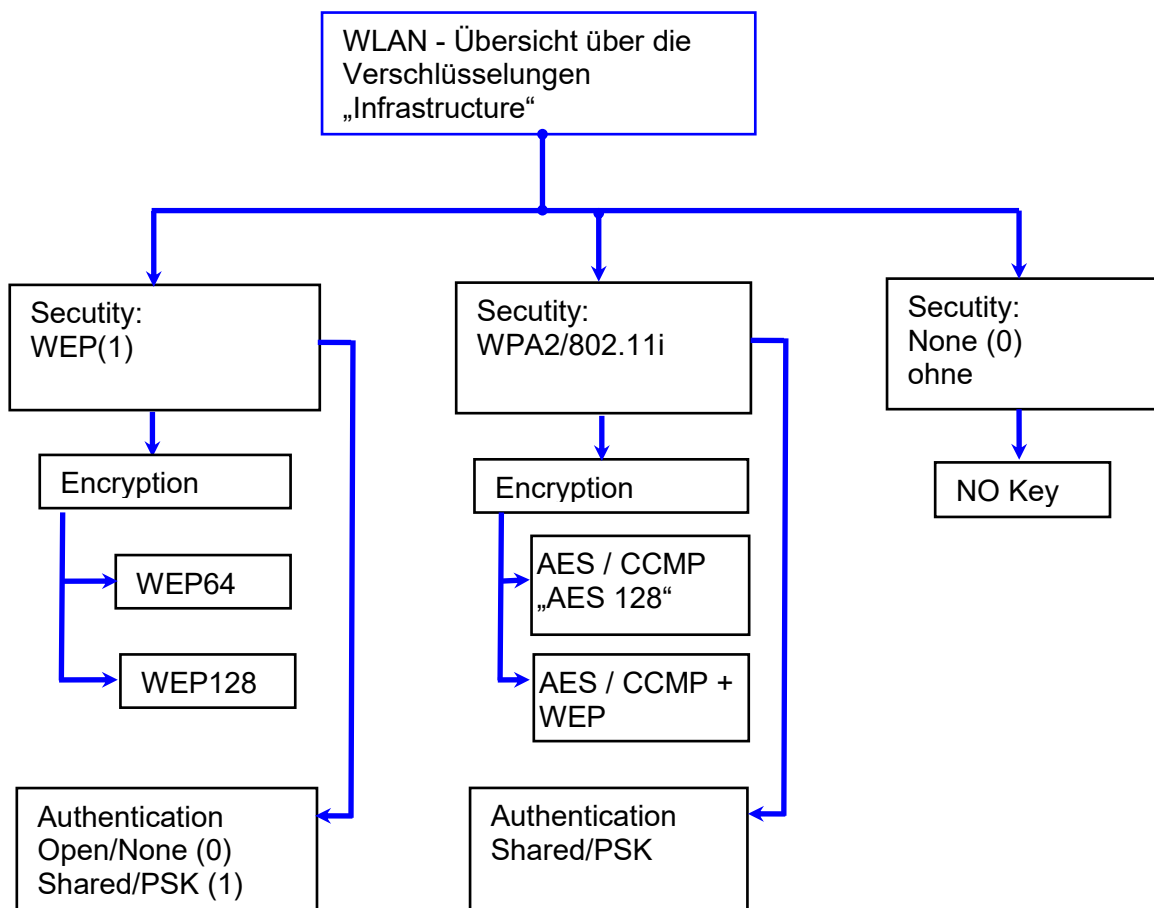 WLAN - Übersicht über die
Verschlüsselungen
„Infrastructure“
Secutity:
WEP(1)
Encryption
WEP64
WEP128
Authentication
Open/None (0)
Shared/PSK (1)
Secutity:
WPA2/802.11i
Encryption
AES / CCMP
„AES 128“
AES / CCMP +
WEP
Authentication
Shared/PSK
Secutity:
None (0)
ohne
NO Key